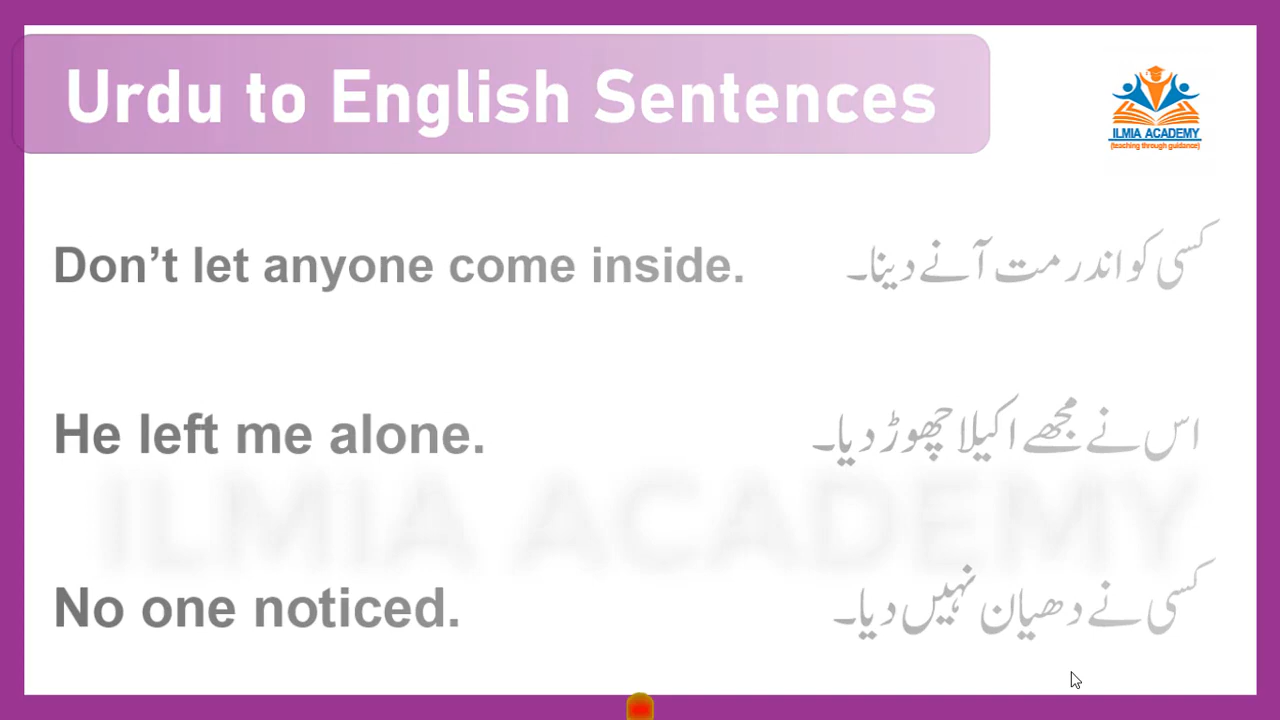 Urdu to English Sentences
ILMIA ACADEMY
(teaching through guidance)
Don’t let anyone come inside.
کسی کو اندر مت آنے دینا۔
He left me alone.
اس نے مجھے اکیلا چھوڑ دیا۔
ILMIA ACADEMY
No one noticed.
کسی نے دھیان نہیں دیا۔